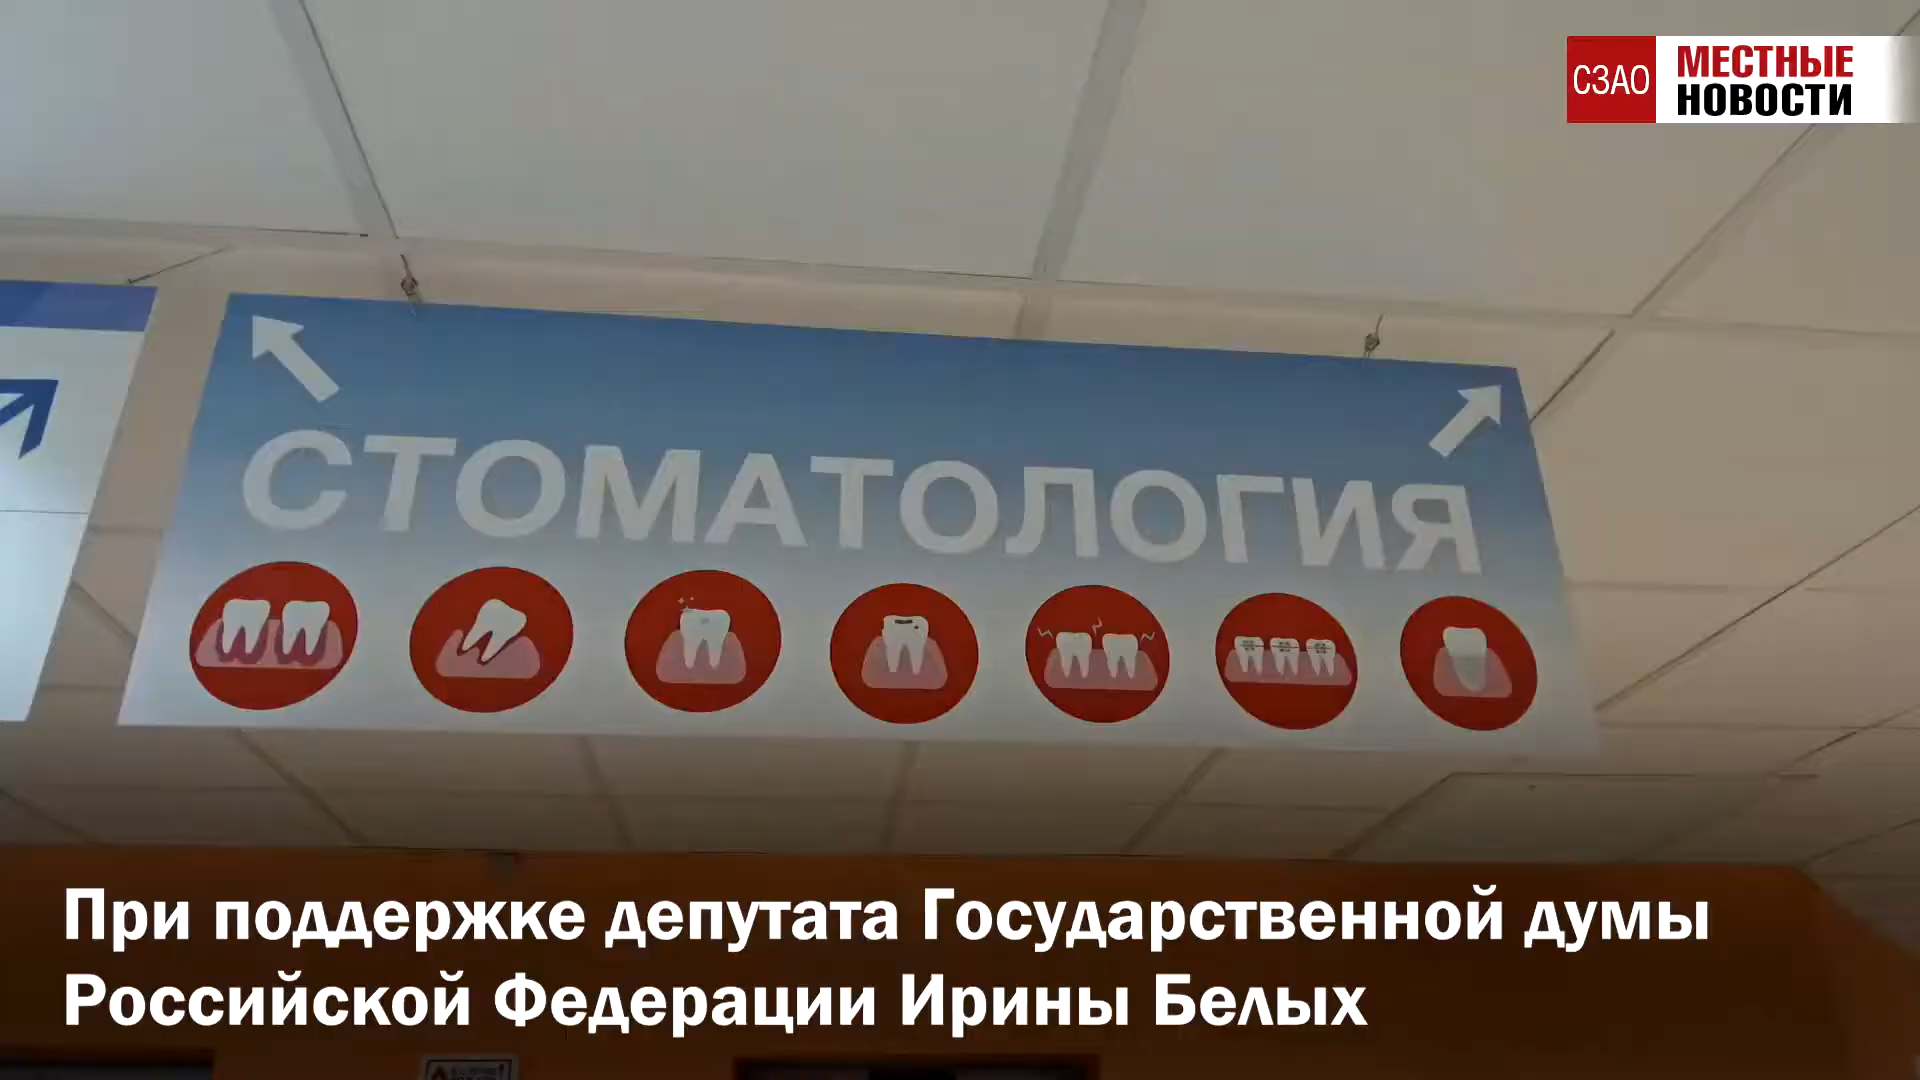 СЗАО
МЕСТНЫЕ
НОВОСТИ
СТОМАТОЛОГИЯ
При поддержке депутата Государственной думы
Российской Федерации Ирины Белых